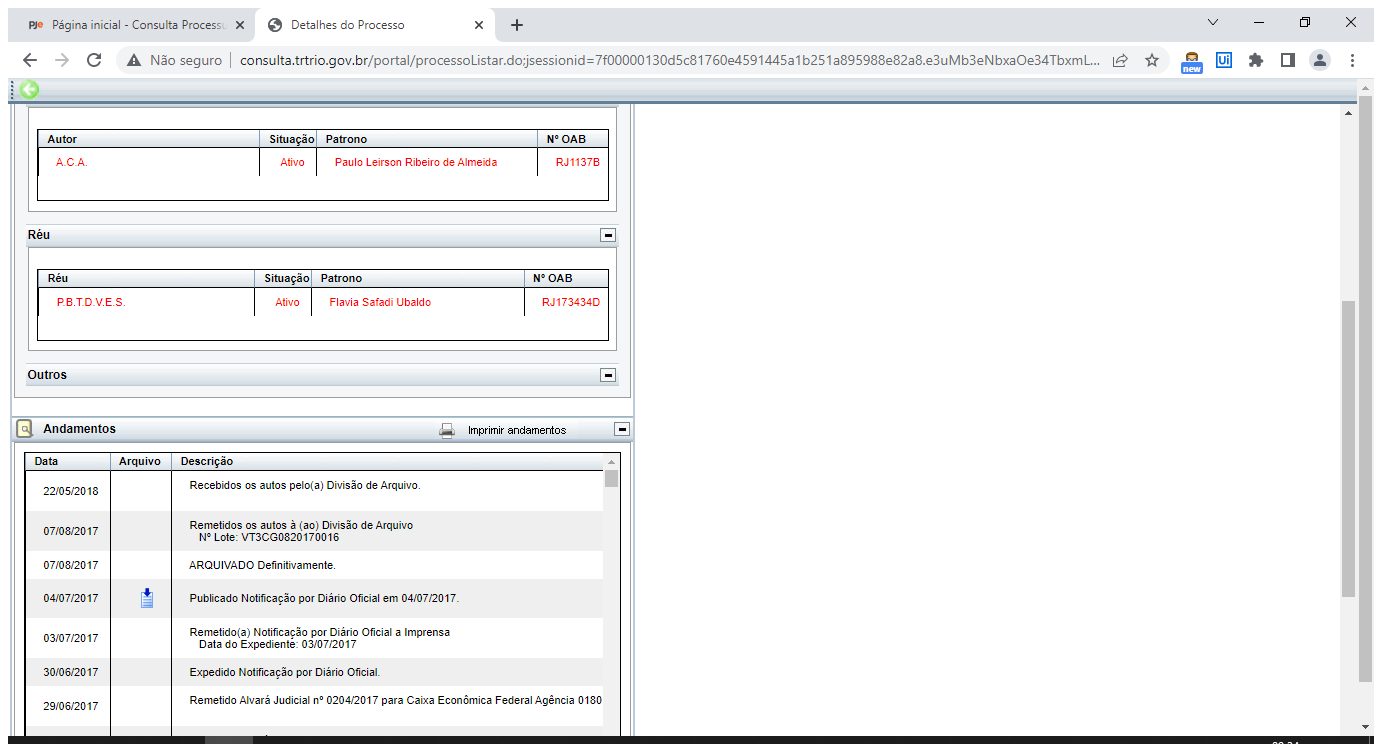 PJe Página inicial - Consulta Processu
Detalhes do Processo
Não seguro
consulta.trtrio.gov.br/portal/processoListar.do;jsessionid=7f00000130d5c81760e4591445a1b251a895988e82a8.e3uMb3eNbxaOe34TbxmL...
new
Ui
Autor Situação Patrono Nº OAB
A.C.A. Ativo Paulo Leirson Ribeiro de Almeida RJ1137B
Réu
Réu Situação Patrono Nº OAB
P.B.T.D.V.E.S. Ativo Flavia Safadi Ubaldo RJ173434D
Outros
Andamentos Imprimir andamentos
Data Arquivo Descrição
22/05/2018 Recebidos os autos pelo(a) Divisão de Arquivo.
07/08/2017 Remetidos os autos à (ao) Divisão de Arquivo
Nº Lote: VT3CG0820170016
07/08/2017 ARQUIVADO Definitivamente.
04/07/2017 Publicado Notificação por Diário Oficial em 04/07/2017.
03/07/2017 Remetido(a) Notificação por Diário Oficial a Imprensa
Data do Expediente: 03/07/2017
30/06/2017 Expedido Notificação por Diário Oficial.
29/06/2017 Remetido Alvará Judicial nº 0204/2017 para Caixa Econômica Federal Agência 0180